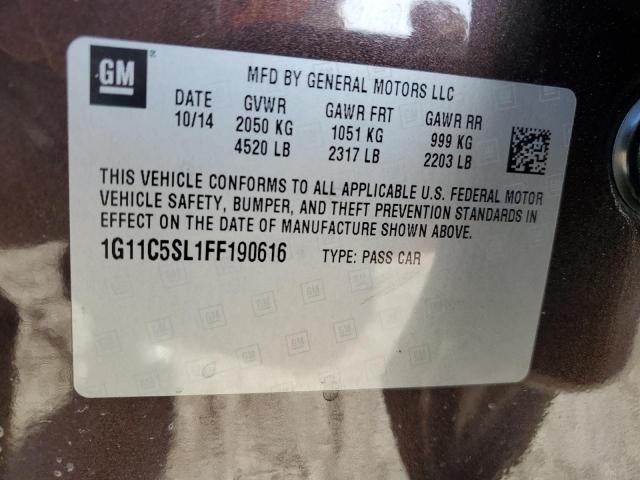 GM
MFD BY GENERAL MOTORS LLC
DATE GVWR GAWR FRT GAWR RR
10/14 2050 KG 1051 KG 999 KG
4520 LB 2317 LB 2203 LB
THIS VEHICLE CONFORMS TO ALL APPLICABLE U.S. FEDERAL MOTOR
VEHICLE SAFETY, BUMPER, AND THEFT PREVENTION STANDARDS IN
EFFECT ON THE DATE OF MANUFACTURE SHOWN ABOVE.
1G11C5SL1FF190616 TYPE: PASS CAR